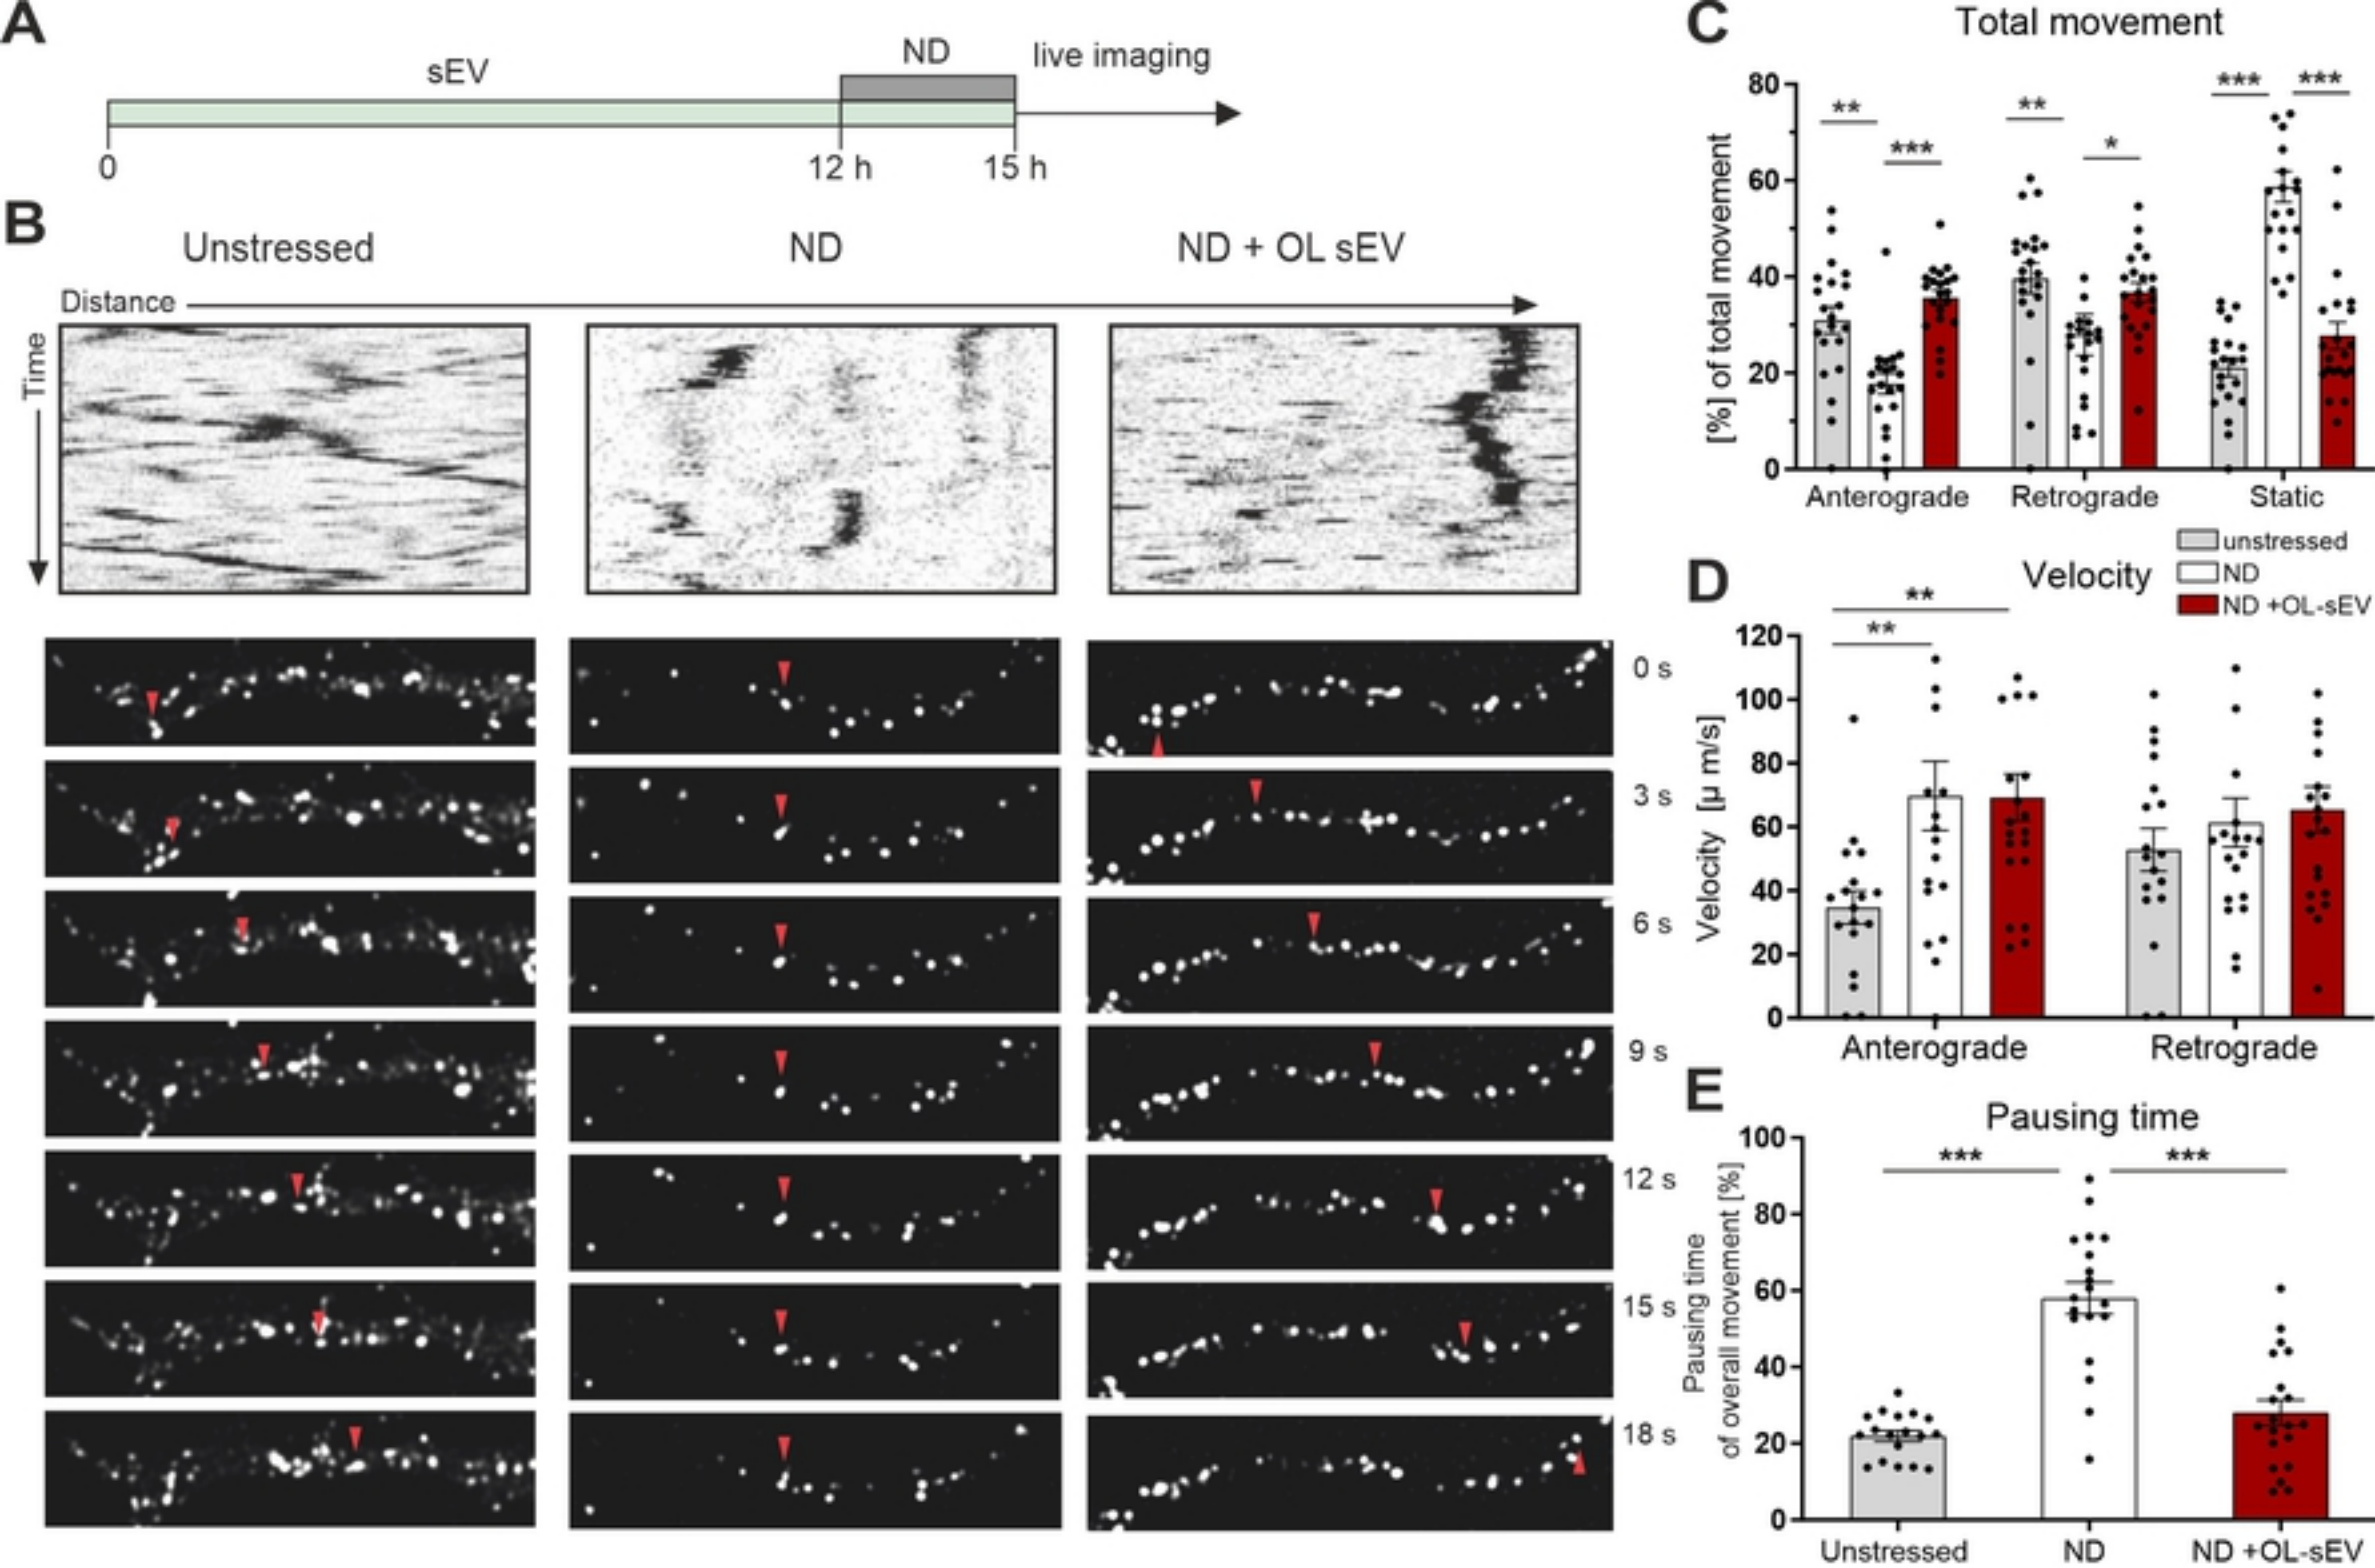 A
sEV
ND
live imaging
0
12 h
15 h
B
Unstressed
ND
ND + OL sEV
Distance
Time
0 s
3 s
6 s
9 s
12 s
15 s
18 s
C
Total movement
[%] of total movement
80
60
40
20
0
** *** ** * *** ***
Anterograde Retrograde Static
unstressed
ND
ND +OL-sEV
D
Velocity
Velocity [µ m/s]
120
100
80
60
40
20
0
**
**
Anterograde Retrograde
E
Pausing time
Pausing time
of overall movement [%]
100
80
60
40
20
0
*** ***
Unstressed ND ND +OL-sEV